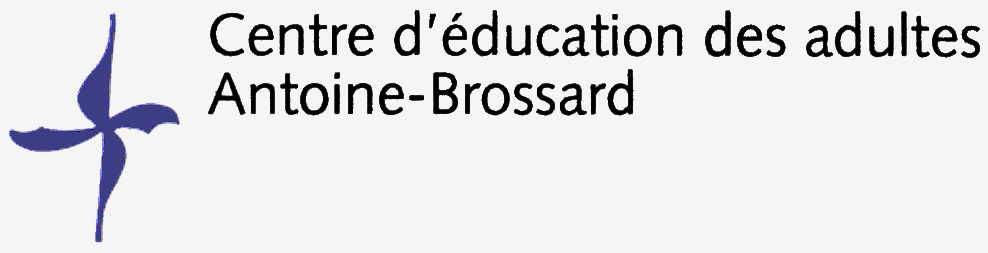 Centre d'éducation des adultes
Antoine-Brossard